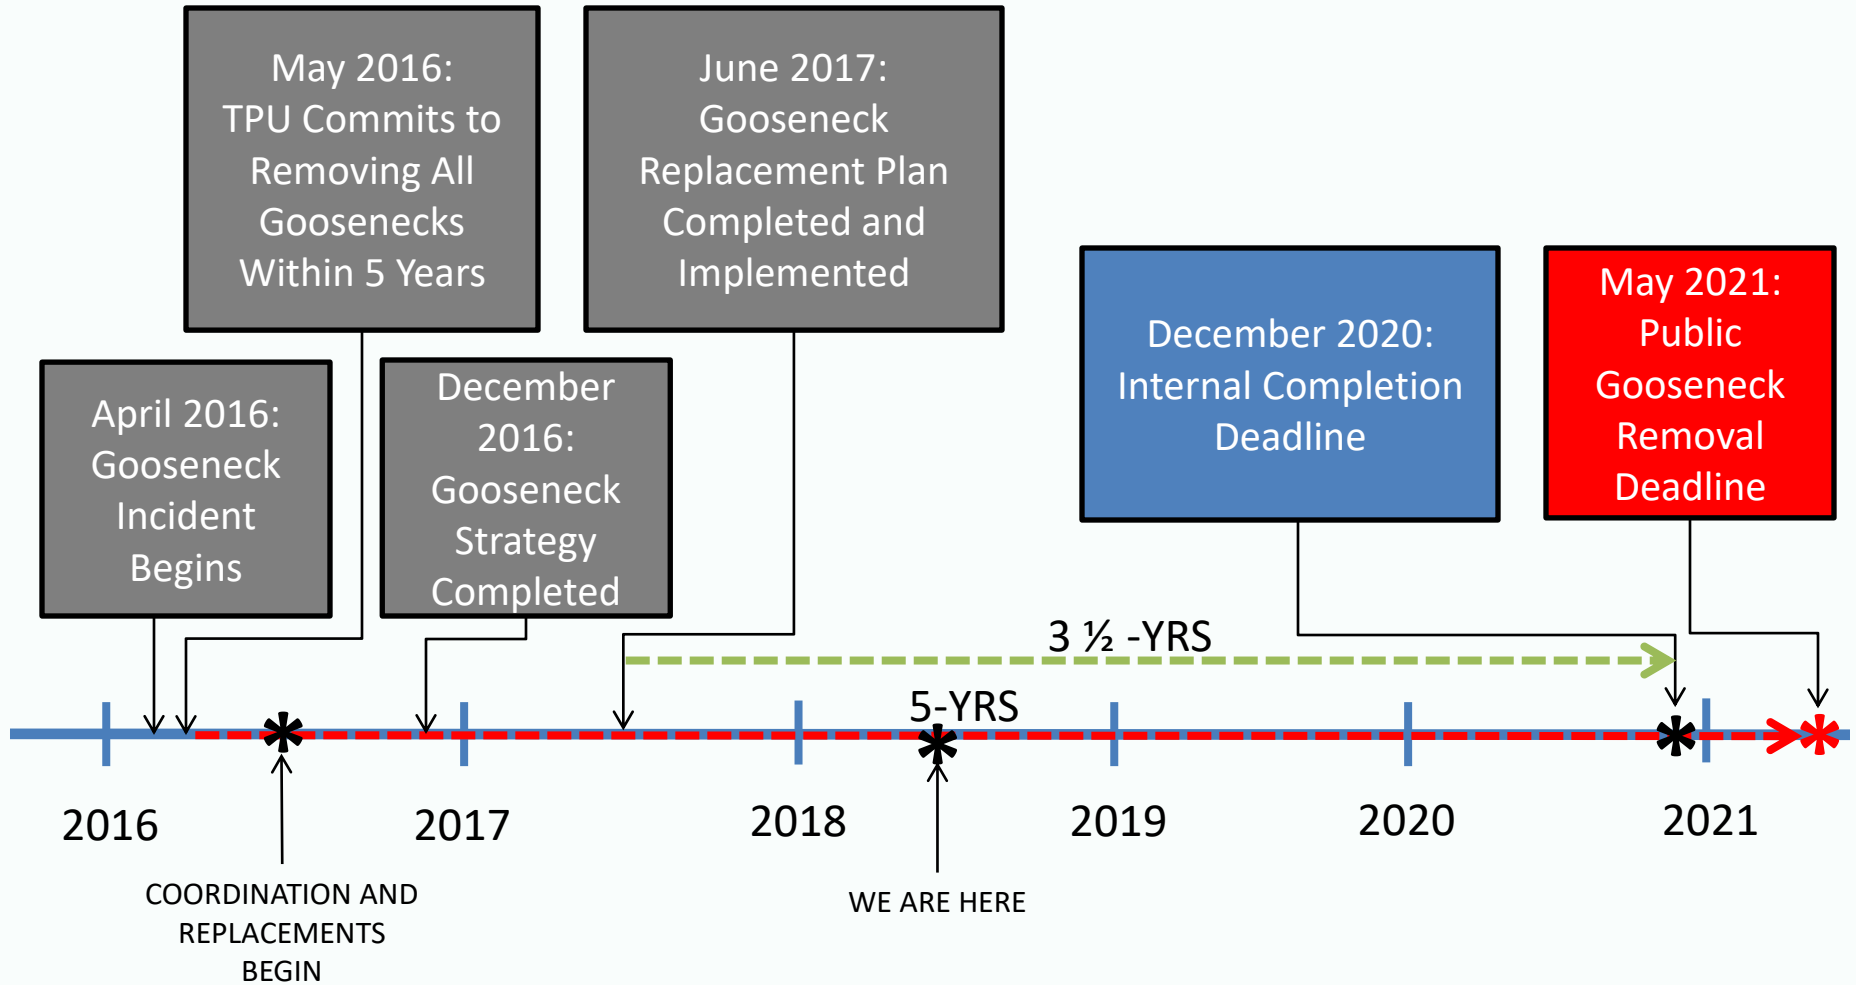 May 2016:
TPU Commits to
Removing All
Goosenecks
Within 5 Years
June 2017:
Gooseneck
Replacement Plan
Completed and
Implemented
April 2016:
Gooseneck
Incident
Begins
December
2016:
Gooseneck
Strategy
Completed
December 2020:
Internal Completion
Deadline
May 2021:
Public
Gooseneck
Removal
Deadline
3 ½ -YRS
5-YRS
2016
2017
2018
2019
2020
2021
COORDINATION AND
REPLACEMENTS
BEGIN
WE ARE HERE